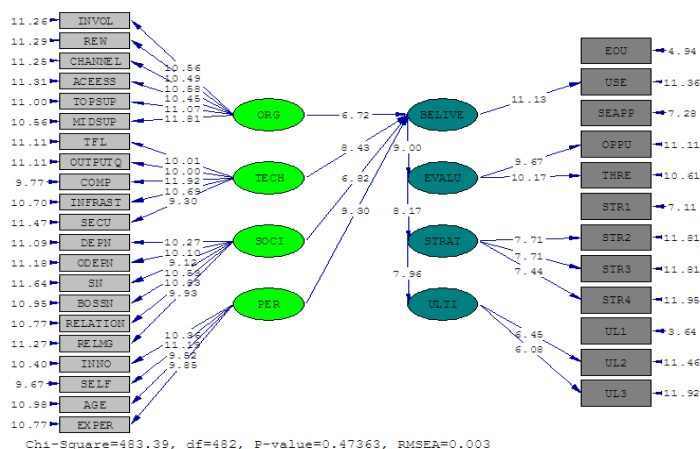 11.26 INVOL
11.29 REW
11.25 CHANNEL
11.31 ACEESS
11.00 TOPSUP
10.56 MIDSUP
11.11 TFL
11.11 OUTPUTQ
9.77 COMP
10.70 INFRAST
11.47 SECU
11.09 DEPN
11.18 ODEPN
11.64 SN
10.95 BOSSN
10.77 RELATION
11.27 RELMG
10.40 INNO
9.67 SELF
10.98 AGE
10.77 EXPER
10.56
10.49
10.58
10.45
11.07
11.81
10.01
10.00
11.92
10.69
9.30
10.27
10.10
9.12
10.53
10.83
9.93
10.36
11.19
9.52
9.85
ORG
TECH
SOCI
PER
6.72
8.43
6.82
9.30
BELIVE
9.00
EVALU
8.17
STRAT
7.96
ULTI
11.13
9.67
10.17
7.71
7.71
7.44
6.45
6.08
EOU 4.94
USE 11.36
SEAPP 7.28
OPPU 11.11
THRE 10.61
STR1 7.11
STR2 11.81
STR3 11.81
STR4 11.95
UL1 3.64
UL2 11.46
UL3 11.92
Chi-Square=483.39, df=482, P-value=0.47363, RMSEA=0.003